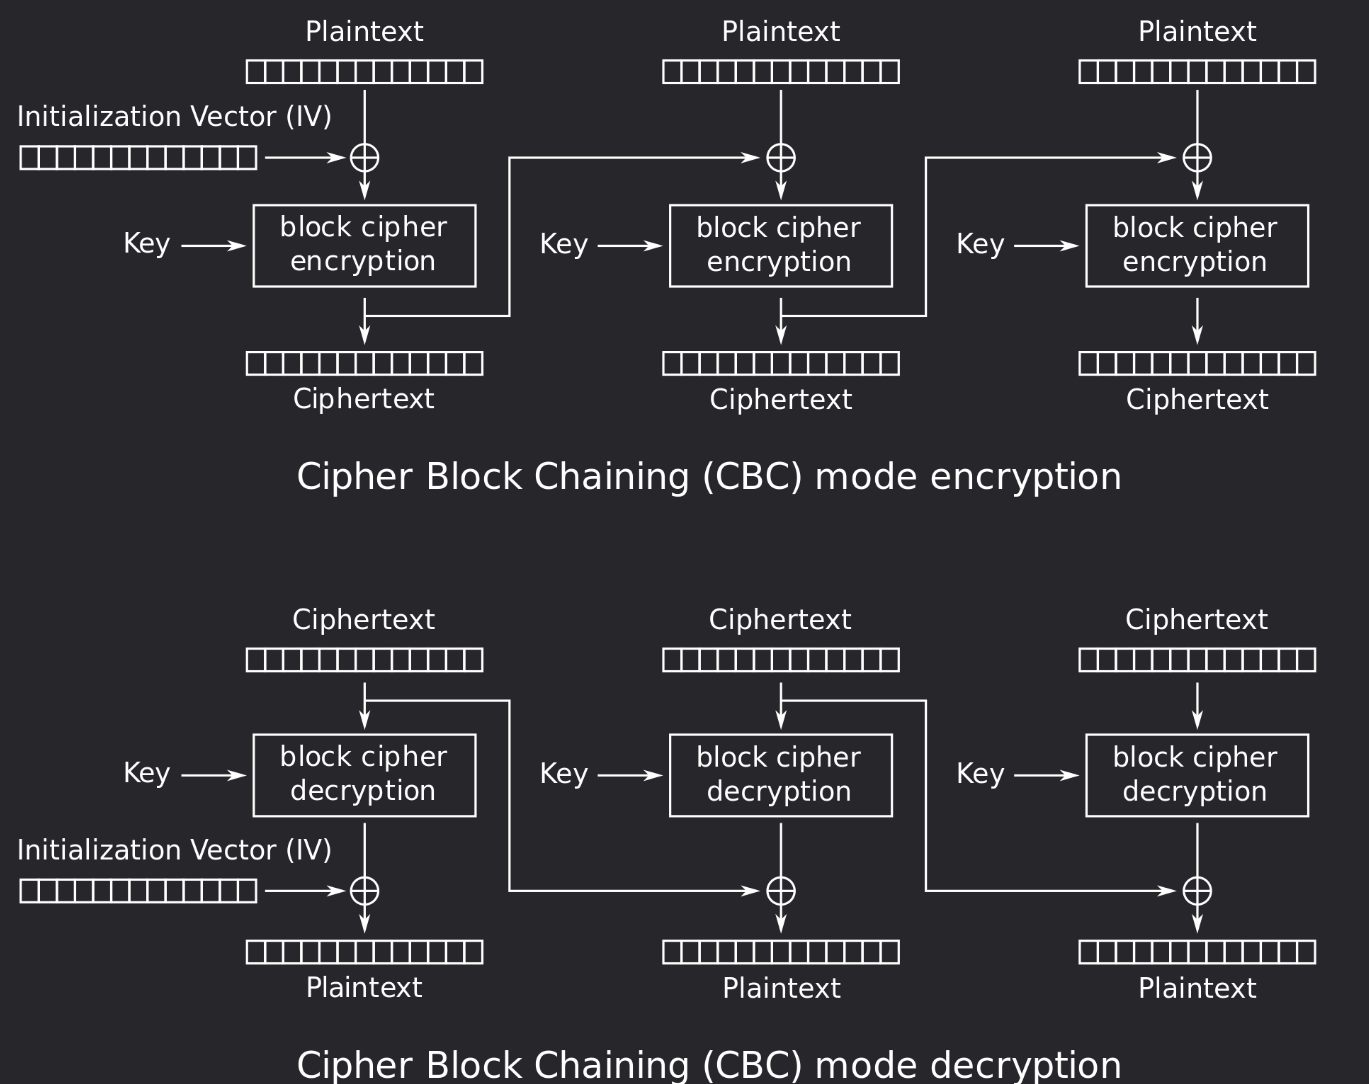 Plaintext Plaintext Plaintext
Initialization Vector (IV)
Key block cipher Key block cipher Key block cipher
encryption encryption encryption
Ciphertext Ciphertext Ciphertext
Cipher Block Chaining (CBC) mode encryption
Ciphertext Ciphertext Ciphertext
Key block cipher Key block cipher Key block cipher
decryption decryption decryption
Initialization Vector (IV)
Plaintext Plaintext Plaintext
Cipher Block Chaining (CBC) mode decryption